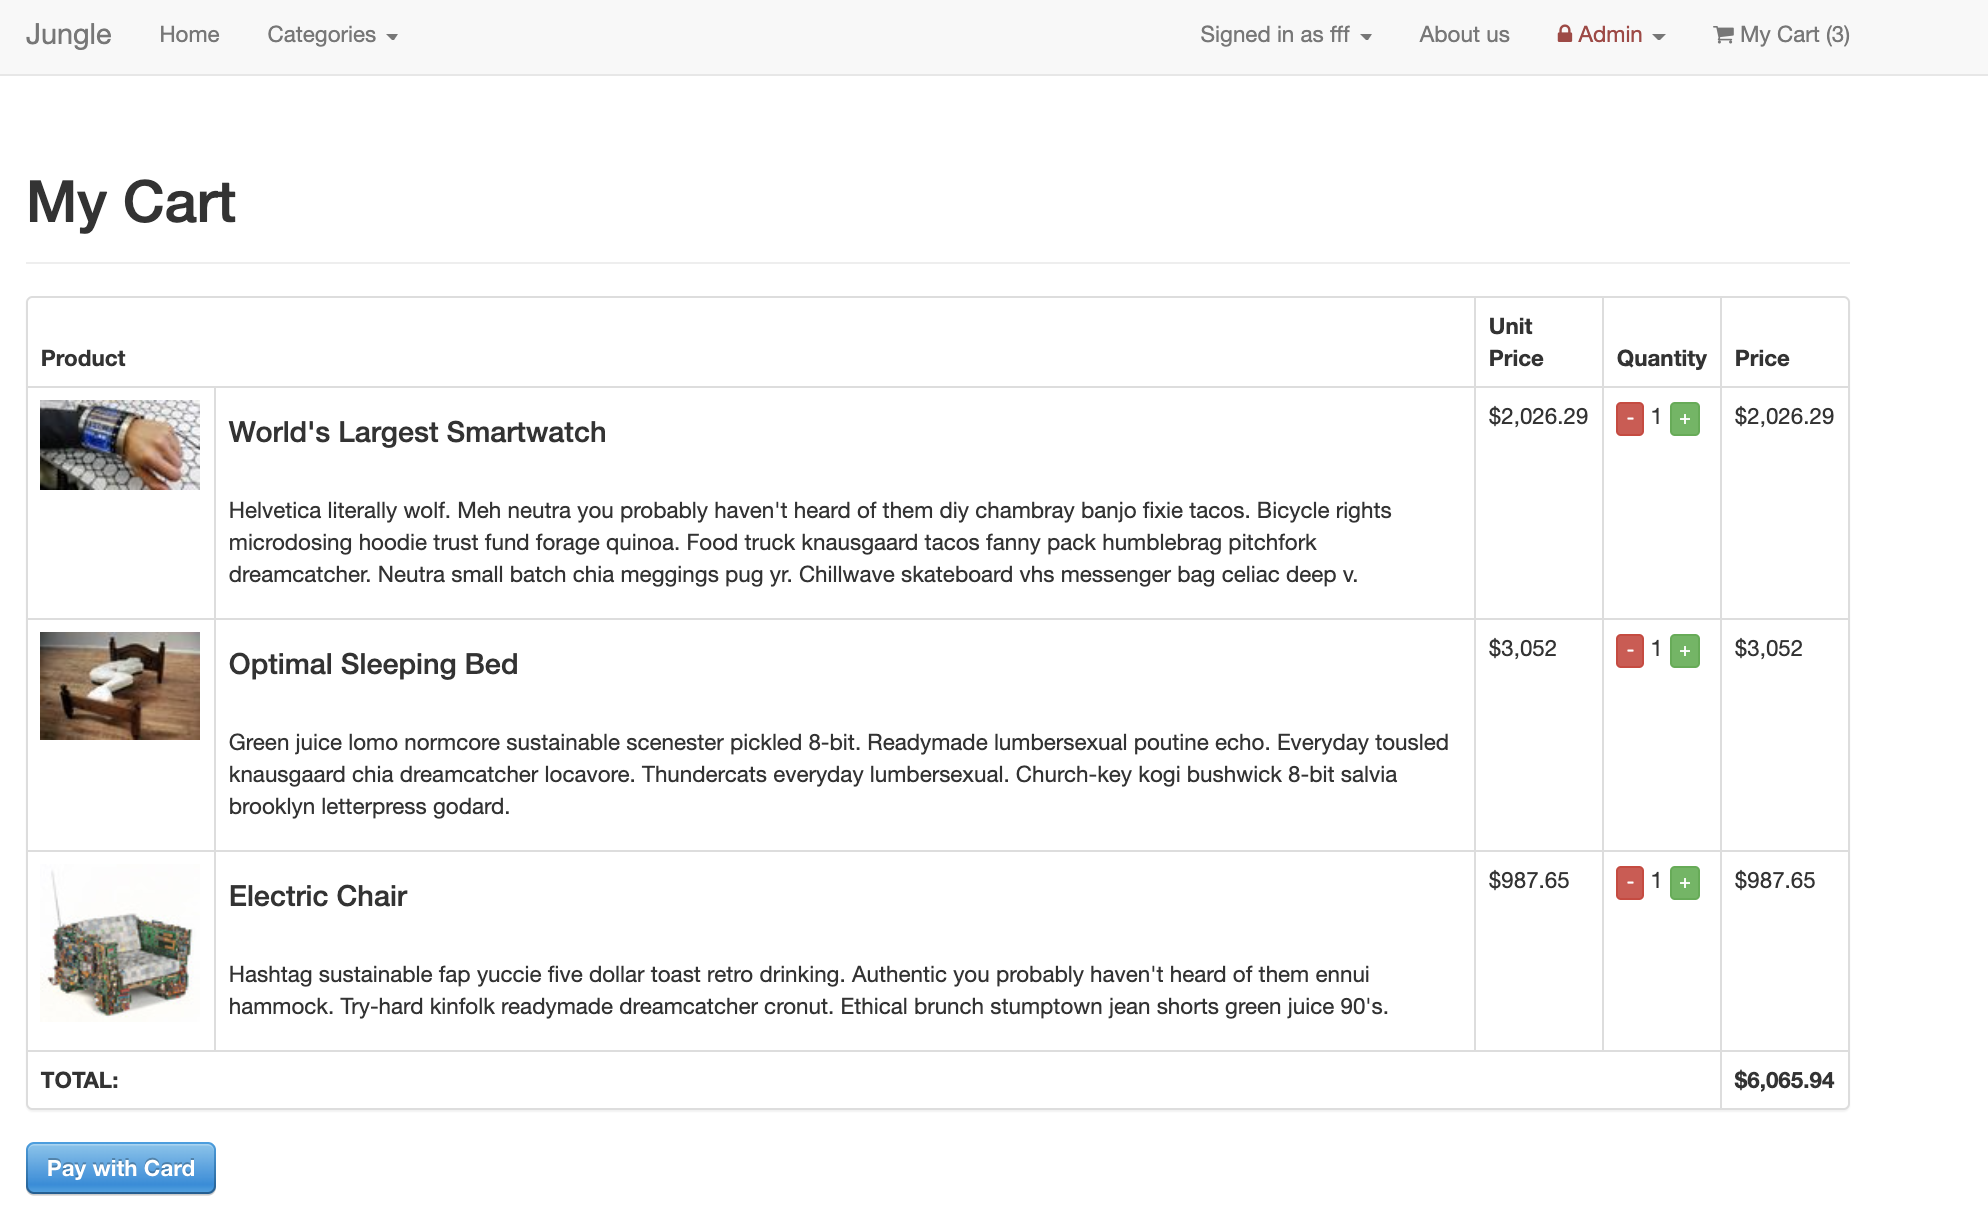 Jungle Home Categories Signed in as fff About us Admin My Cart (3)
My Cart
Product Unit Price Quantity Price
World's Largest Smartwatch $2,026.29 - 1 + $2,026.29
Helvetica literally wolf. Meh neutra you probably haven't heard of them diy chambray banjo fixie tacos. Bicycle rights
microdosing hoodie trust fund forage quinoa. Food truck knausgaard tacos fanny pack humblebrag pitchfork
dreamcatcher. Neutra small batch chia meggings pug yr. Chillwave skateboard vhs messenger bag celiac deep v.
Optimal Sleeping Bed $3,052 - 1 + $3,052
Green juice lomo normcore sustainable scenester pickled 8-bit. Readymade lumbersexual poutine echo. Everyday tousled
knausgaard chia dreamcatcher locavore. Thundercats everyday lumbersexual. Church-key kogi bushwick 8-bit salvia
brooklyn letterpress godard.
Electric Chair $987.65 - 1 + $987.65
Hashtag sustainable fap yuccie five dollar toast retro drinking. Authentic you probably haven't heard of them ennui
hammock. Try-hard kinfolk readymade dreamcatcher cronut. Ethical brunch stumptown jean shorts green juice 90's.
TOTAL: $6,065.94
Pay with Card